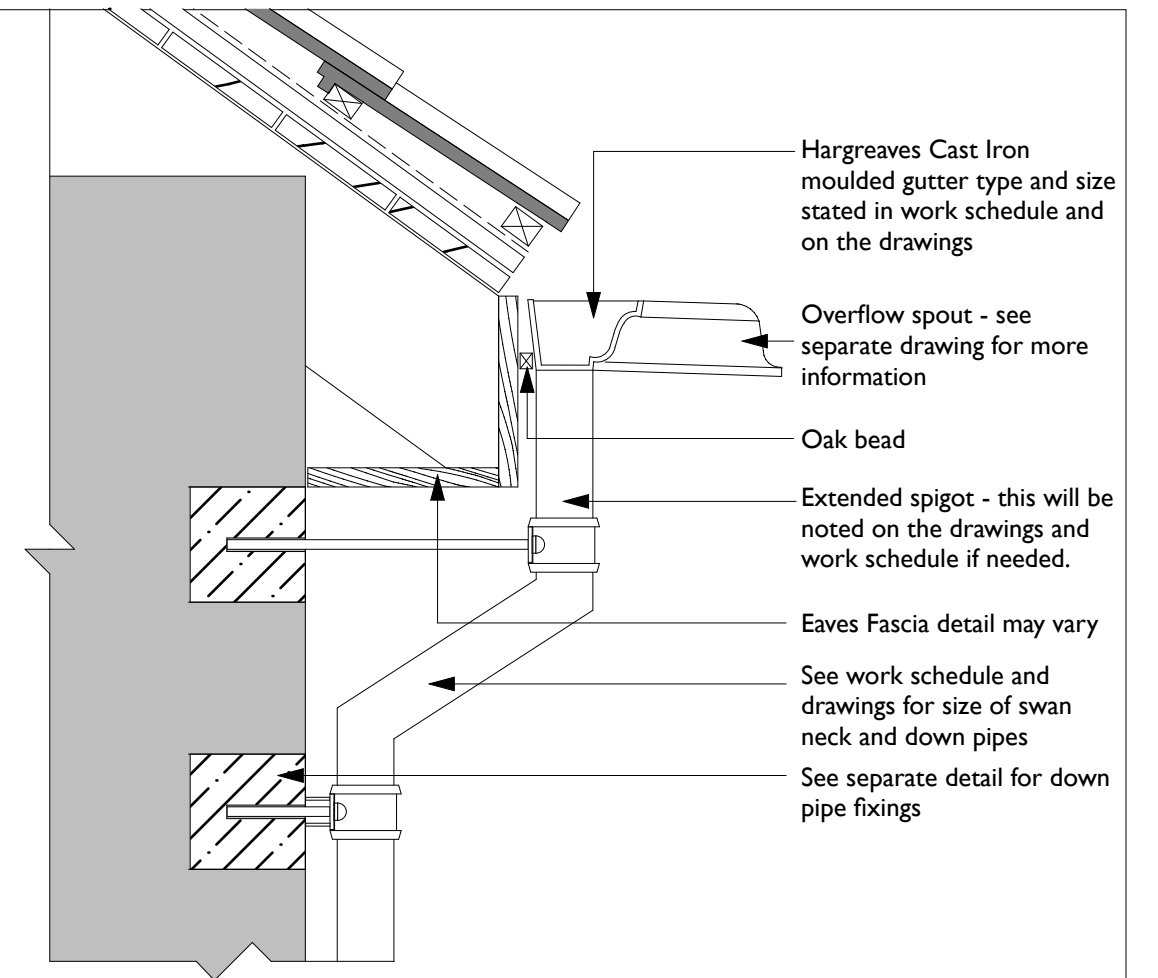 Hargreaves Cast Iron
moulded gutter type and size
stated in work schedule and
on the drawings
Overflow spout - see
separate drawing for more
information
Oak bead
Extended spigot - this will be
noted on the drawings and
work schedule if needed.
Eaves Fascia detail may vary
See work schedule and
drawings for size of swan
neck and down pipes
See separate detail for down
pipe fixings